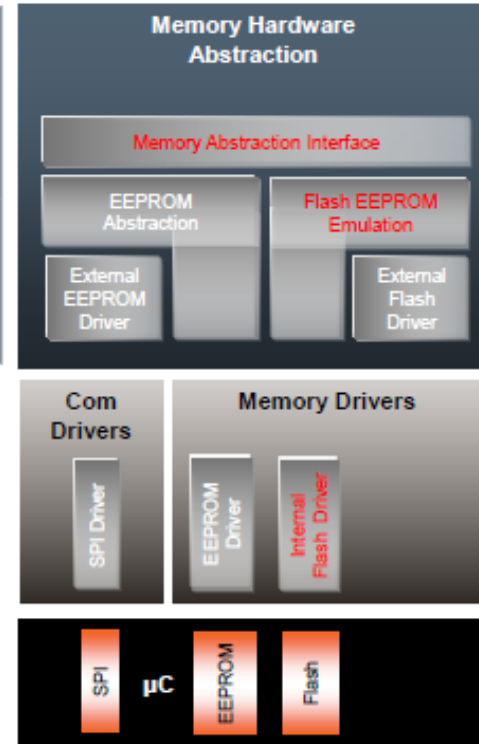 Memory Hardware
Abstraction
Memory Abstraction Interface
EEPROM
Abstraction
Flash EEPROM
Emulation
External
EEPROM
Driver
External
Flash
Driver
Com
Drivers
Memory Drivers
SPI Driver
EEPROM
Driver
Internal
Flash Driver
SPI
µC
EEPROM
Flash